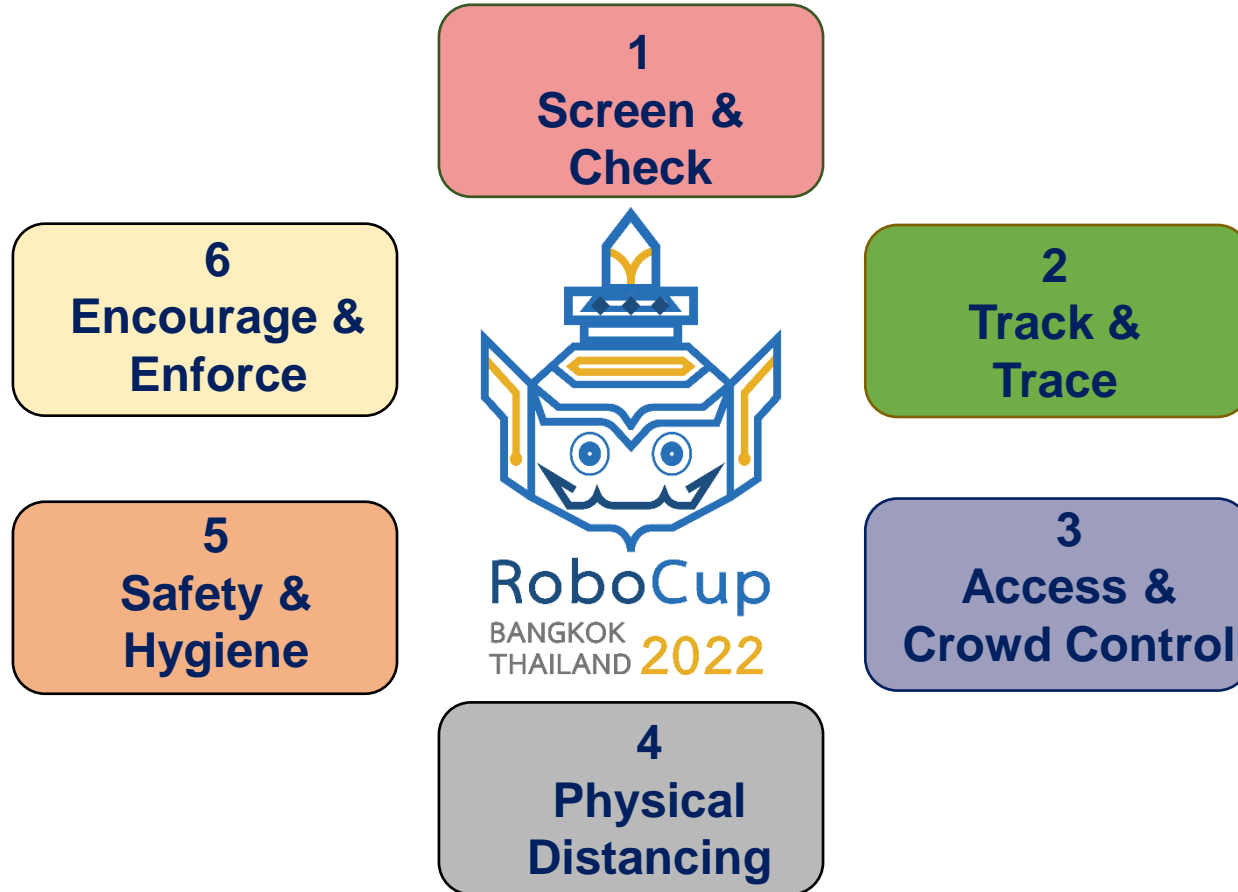 1
Screen &
Check
2
Track &
Trace
3
Access &
Crowd Control
4
Physical
Distancing
5
Safety &
Hygiene
6
Encourage &
Enforce
RoboCup
BANGKOK
THAILAND 2022